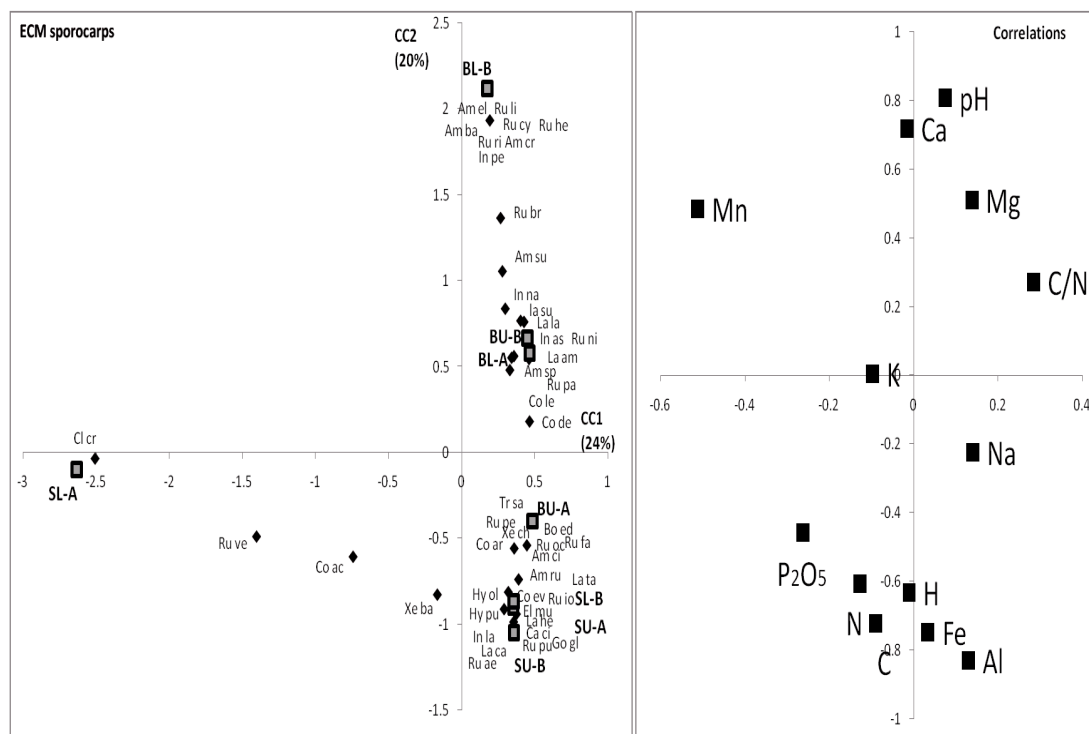 ECM sporocarps
CC2
(20%)
2.5
BL-B
Am el Ru li
2
Am ba
Ru cy Ru he
Ru ri Am cr
In pe
1.5
Ru br
Am su
1
In na
la su
La la
BU-B
In as Ru ni
0.5
BL-A
La am
Am sp
Ru pa
Co le
Co de
CC1
(24%)
Cl cr
0
-3 -2.5 -2 -1.5 -1 -0.5 0 0.5 1
SL-A
Tr sa
BU-A
Ru pe
Xe ch
Bo ed
-0.5
Ru ve
Co ar
Ru oc
Ru fa
Am ci
Co ac
Am ru
La ta
Xe ba
Hy ol
Co ev
Ru io
SL-B
Hy pu
El mu
-1
La he
SU-A
In la
Ca ci
La ca
Ru pu
Go gl
Ru ae
SU-B
-1.5
Correlations
1
0.8
pH
Ca
0.6
Mn
Mg
0.4
C/N
0.2
K
0
-0.6 -0.4 -0.2 0 0.2 0.4
-0.2
Na
-0.4
P2O5
-0.6
H
N
Fe
-0.8
C
Al
-1